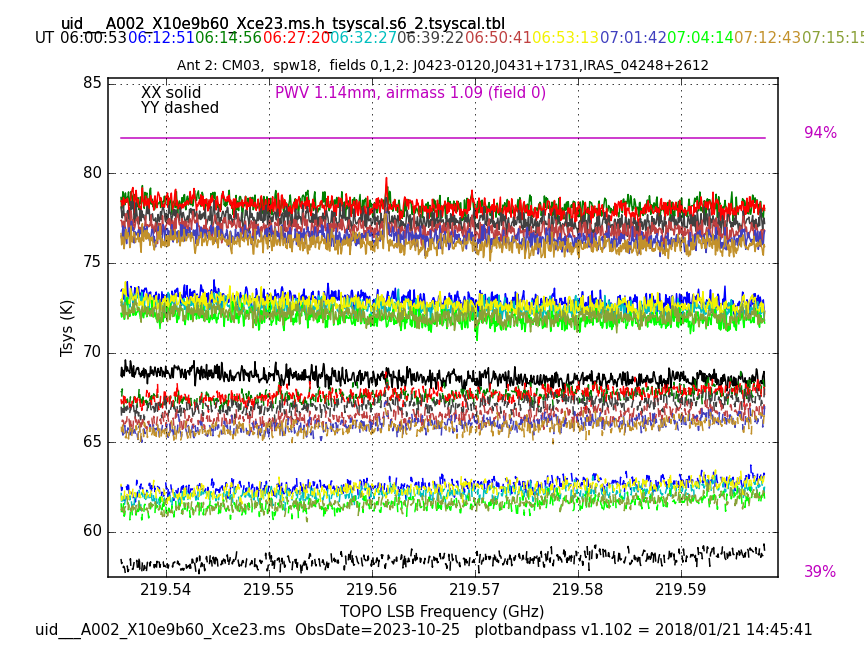 uid___A002_X10e9b60_Xce23.ms.h_tsyscal.s6_2.tsyscal.tbl
UT 06:00:53 06:12:51 06:14:56 06:27:20 06:32:27 06:39:22 06:50:41 06:53:13 07:01:42 07:04:14 07:12:43 07:15:15
Ant 2: CM03,  spw18,  fields 0,1,2: J0423-0120,J0431+1731,IRAS_04248+2612
XX solid
PWV 1.14mm, airmass 1.09 (field 0)
YY dashed
85
80
75
70
65
60
Tsys (K)
94%
39%
219.54 219.55 219.56 219.57 219.58 219.59
TOPO LSB Frequency (GHz)
uid___A002_X10e9b60_Xce23.ms  ObsDate=2023-10-25   plotbandpass v1.102 = 2018/01/21 14:45:41